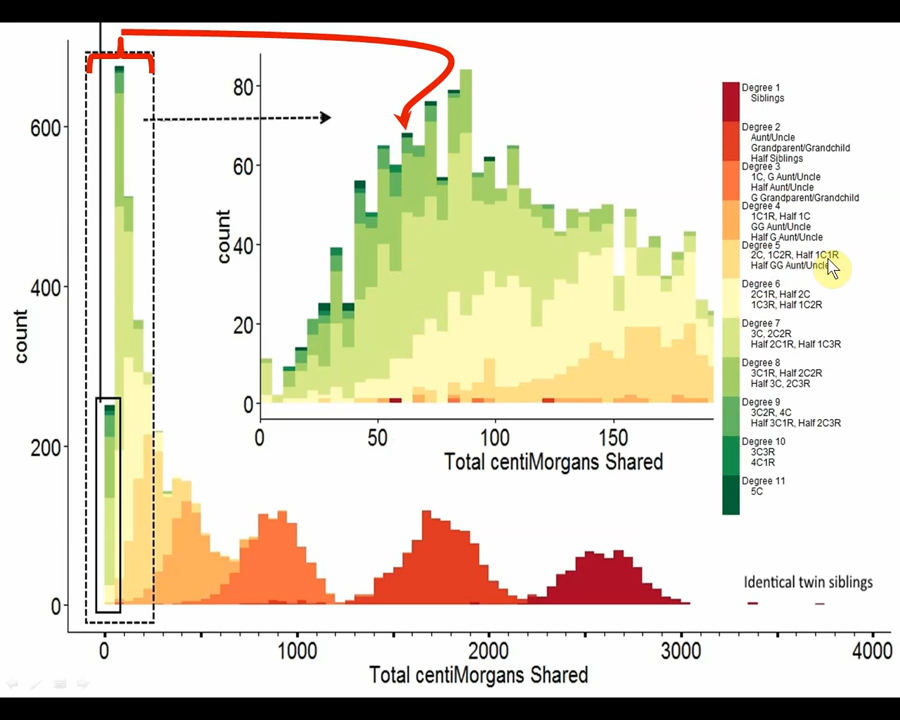 600
400
200
0
count
0
1000
2000
3000
4000
Total centiMorgans Shared
80
60
40
20
0
count
0
50
100
150
Total centiMorgans Shared
Degree 1
Siblings
Degree 2
Aunt/Uncle
Grandparent/Grandchild
Half Siblings
Degree 3
1C, G Aunt/Uncle
Half Aunt/Uncle
G Grandparent/Grandchild
Degree 4
1C1R, Half 1C
GG Aunt/Uncle
Half G Aunt/Uncle
Degree 5
2C, 1C2R, Half 1C1R
Half GG Aunt/Uncle
Degree 6
2C1R, Half 2C
1C3R, Half 1C2R
Degree 7
3C, 2C2R
Half 2C1R, Half 1C3R
Degree 8
3C1R, Half 2C2R
Half 3C, 2C3R
Degree 9
3C2R, 4C
Half 3C1R, Half 2C3R
Degree 10
3C3R
4C1R
Degree 11
5C
Identical twin siblings